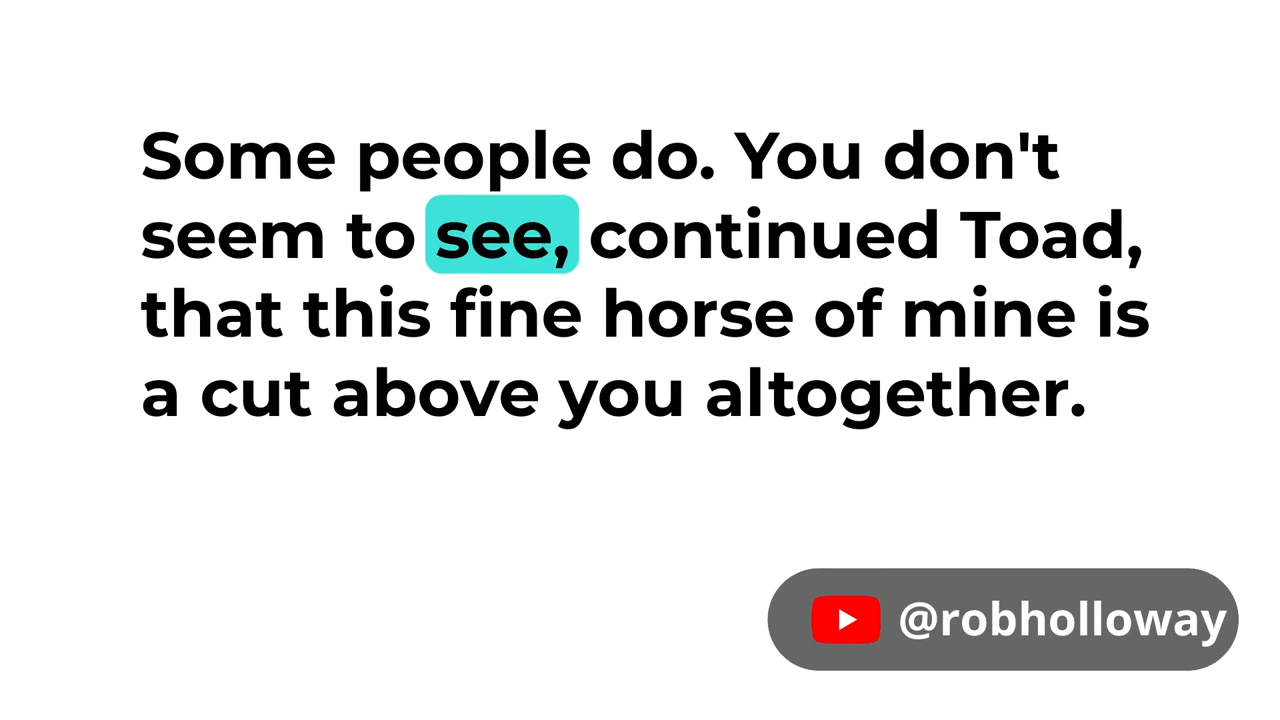 Some people do. You don't
seem to see, continued Toad,
that this fine horse of mine is
a cut above you altogether.
@robholloway